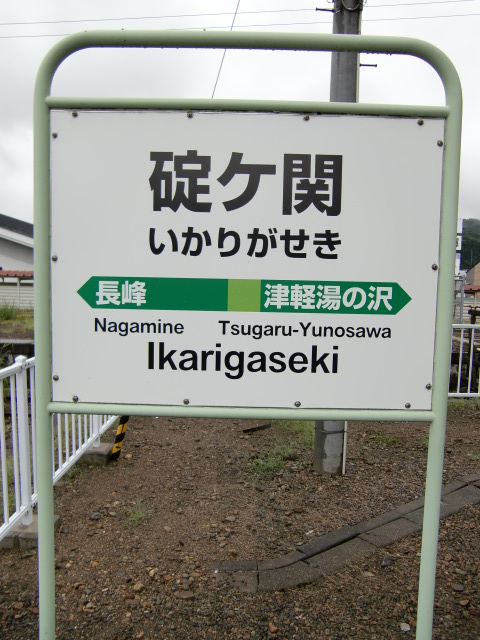 碇ケ関
いかりがせき
長峰 津軽湯の沢
Nagamine Tsugaru-Yunosawa
Ikarigaseki